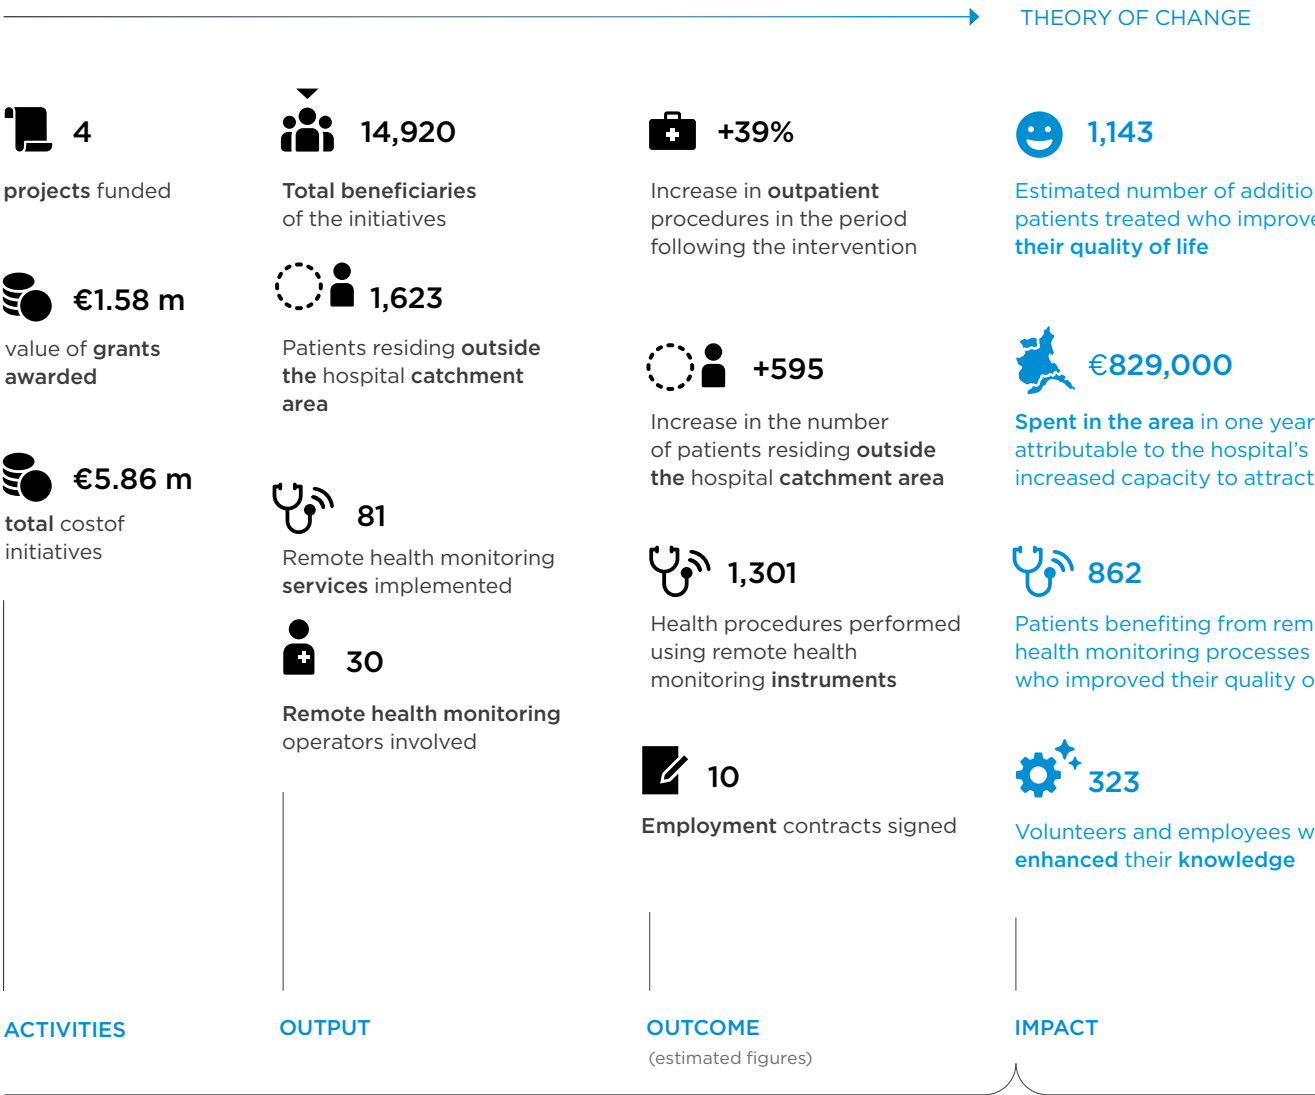 THEORY OF CHANGE
4
projects funded
€1.58 m
value of grants
awarded
€5.86 m
total costof
initiatives
ACTIVITIES
14,920
Total beneficiaries
of the initiatives
1,623
Patients residing outside
the hospital catchment
area
81
Remote health monitoring
services implemented
30
Remote health monitoring
operators involved
OUTPUT
+39%
Increase in outpatient
procedures in the period
following the intervention
+595
Increase in the number
of patients residing outside
the hospital catchment area
1,301
Health procedures performed
using remote health
monitoring instruments
10
Employment contracts signed
OUTCOME
(estimated figures)
1,143
Estimated number of
patients treated who
their quality of life
€829,000
Spent in the area in one year
attributable to the hospital's
increased capacity to attract
862
Patients benefiting from
health monitoring processes
who improved their quality
323
Volunteers and employees
enhanced their knowledge
IMPACT